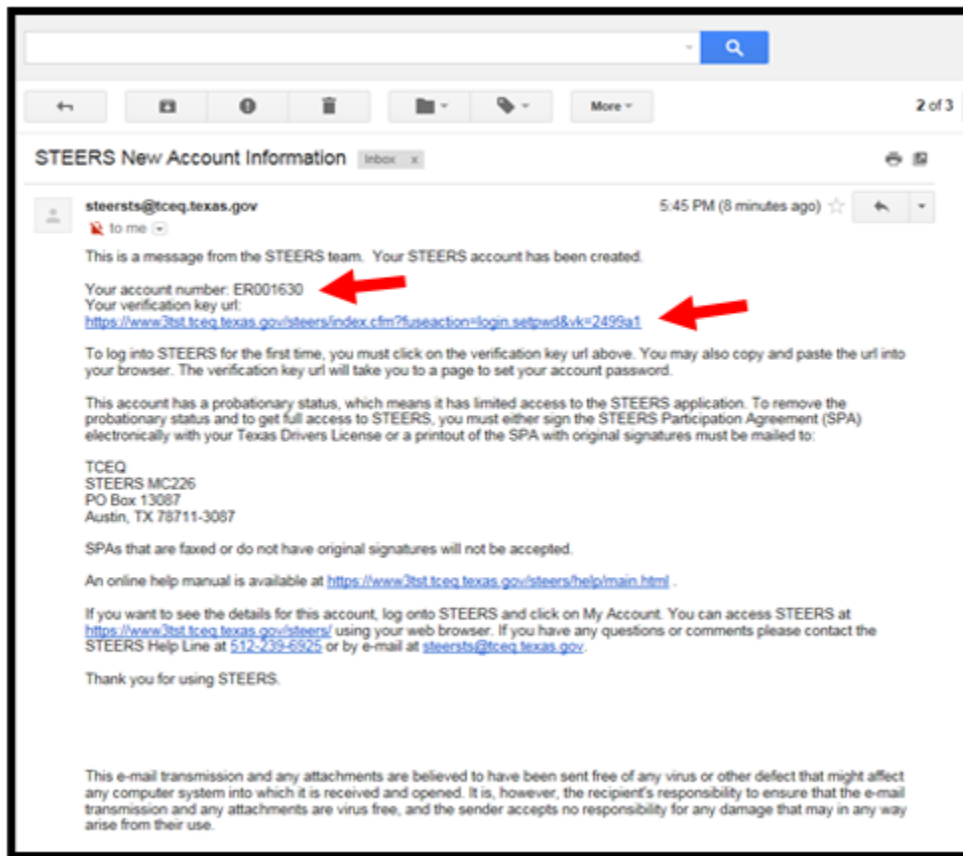 More
2 of 3
STEERS New Account Information Inbox x
steersts@tceq.texas.gov 5:45 PM (8 minutes ago)
to me
This is a message from the STEERS team. Your STEERS account has been created.
Your account number: ER001630
Your verification key url:
https://www3tst.tceq.texas.gov/steers/index.cfm?fuseaction=login.setpwd&vk=2499a1
To log into STEERS for the first time, you must click on the verification key url above. You may also copy and paste the url into
your browser. The verification key url will take you to a page to set your account password.
This account has a probationary status, which means it has limited access to the STEERS application. To remove the
probationary status and to get full access to STEERS, you must either sign the STEERS Participation Agreement (SPA)
electronically with your Texas Drivers License or a printout of the SPA with original signatures must be mailed to:
TCEQ
STEERS MC226
PO Box 13087
Austin, TX 78711-3087
SPAs that are faxed or do not have original signatures will not be accepted.
An online help manual is available at https://www3tst.tceq.texas.gov/steers/help/main.html .
If you want to see the details for this account, log onto STEERS and click on My Account. You can access STEERS at
https://www3tst.tceq.texas.gov/steers/ using your web browser. If you have any questions or comments please contact the
STEERS Help Line at 512-239-6925 or by e-mail at steersts@tceq.texas.gov.
Thank you for using STEERS.
This e-mail transmission and any attachments are believed to have been sent free of any virus or other defect that might affect
any computer system into which it is received and opened. It is, however, the recipient's responsibility to ensure that the e-mail
transmission and any attachments are virus free, and the sender accepts no responsibility for any damage that may in any way
arise from their use.